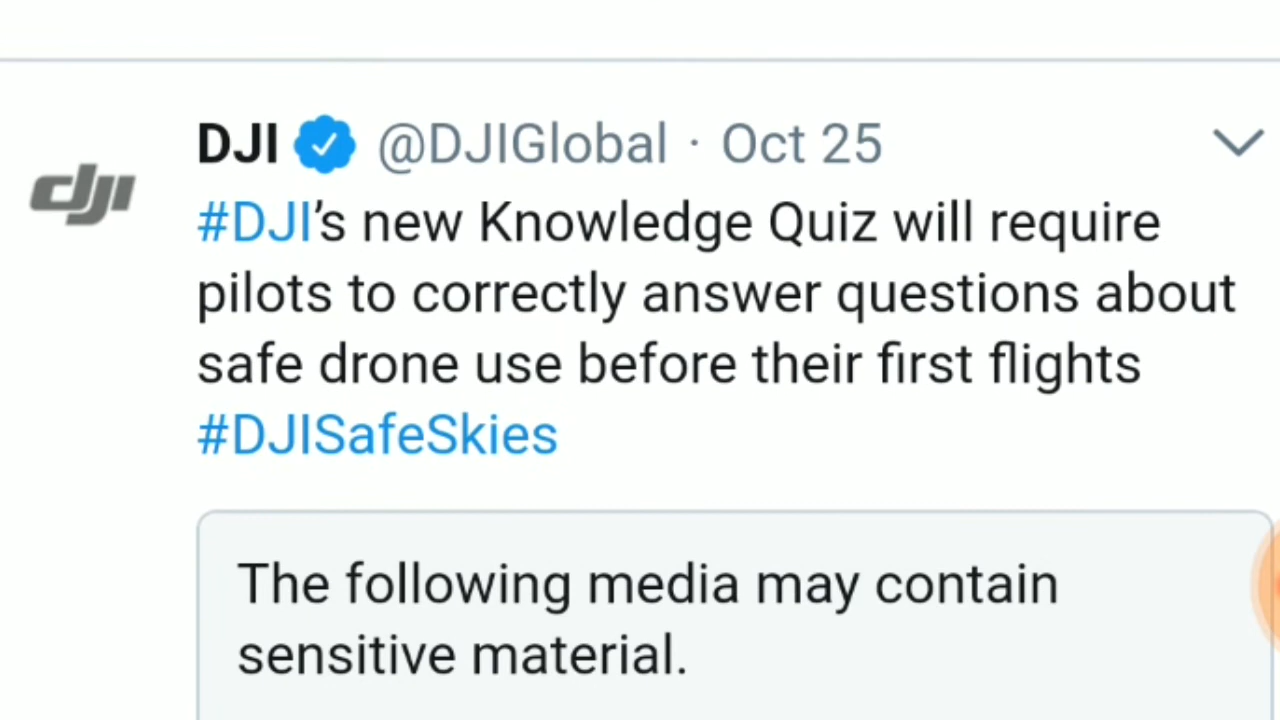 DJI @DJIGlobal · Oct 25
dji
#DJI’s new Knowledge Quiz will require
pilots to correctly answer questions about
safe drone use before their first flights
#DJISafeSkies
The following media may contain
sensitive material.